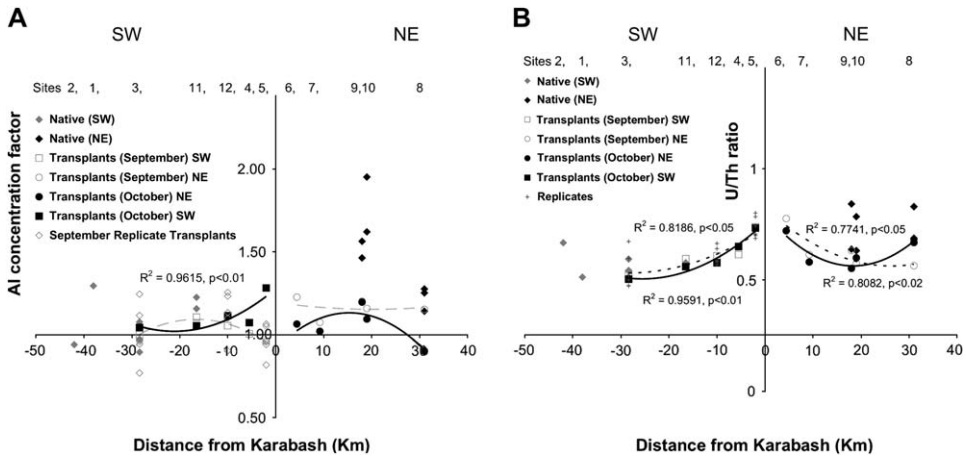 A
SW NE
Sites 2, 1, 3, 11, 12, 4, 5, 6, 7, 9,10 8
Native (SW)
Native (NE)
Transplants (September) SW
Transplants (September) NE
Transplants (October) NE
Transplants (October) SW
September Replicate Transplants
Al concentration factor
2.00
1.50
1.00
0.50
R² = 0.9615, p<0.01
-50 -40 -30 -20 -10 0 10 20 30 40
Distance from Karabash (Km)
B
SW NE
Sites 2, 1, 3, 11, 12, 4, 5, 6, 7, 9,10 8
Native (SW)
Native (NE)
Transplants (September) SW
Transplants (September) NE
Transplants (October) NE
Transplants (October) SW
Replicates
U/Th ratio
1
0.5
0
R² = 0.8186, p<0.05
R² = 0.7741, p<0.05
R² = 0.9591, p<0.01
R² = 0.8082, p<0.02
-50 -40 -30 -20 -10 0 10 20 30 40
Distance from Karabash (Km)